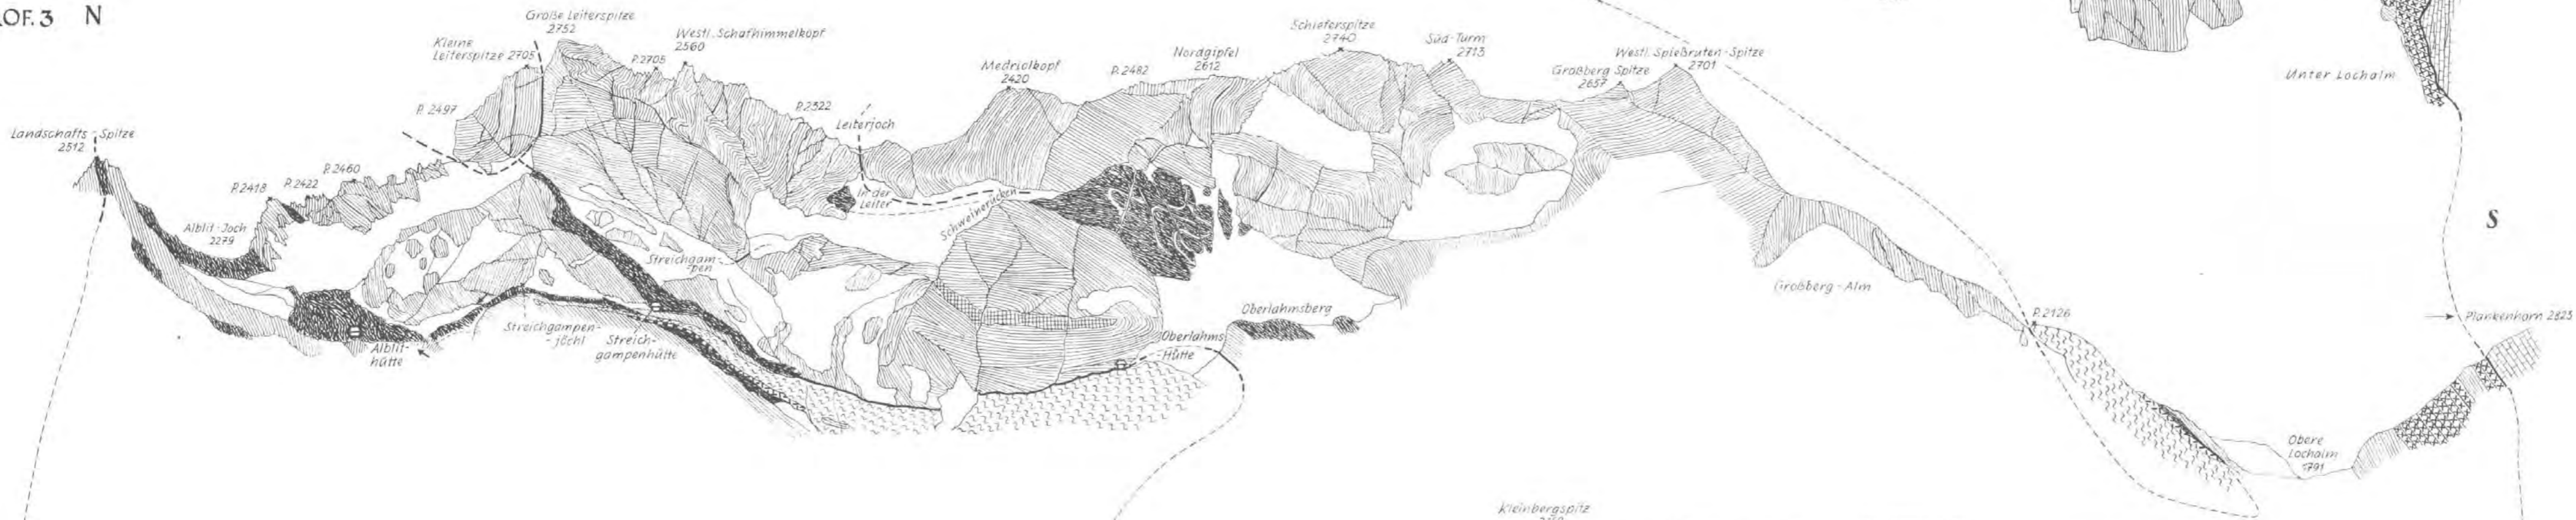 OF. 3 N
Große Leiterspitze
2752
Kleine
Leiterspitze 2705
P. 2705
Westl. Schafhimmelkopf
2560
P. 2497
P. 2522
Leiterjoch
Landschafts - Spitze
2512
P. 2418
P. 2422
P. 2460
Alblit-Joch
2279
Medriolkopf
2420
P. 2482
Nordgipfel
2612
Schieferspitze
2740
Süd-Turm
2713
Großberg Spitze
2657
Westl. Spießruten-Spitze
2701
Unter Lochalm
S
In der
Leiter
Schweinerücken
Streichgam-
pen
Streichgampen-
-jöchl
Streich-
gampenhütte
Alblit-
hütte
Oberlahmsberg
Oberlahms
-Hütte
Großberg-Alm
P. 2126
Plankenhorn 2825
Obere
Lochalm
1791
Kleinbergspitz